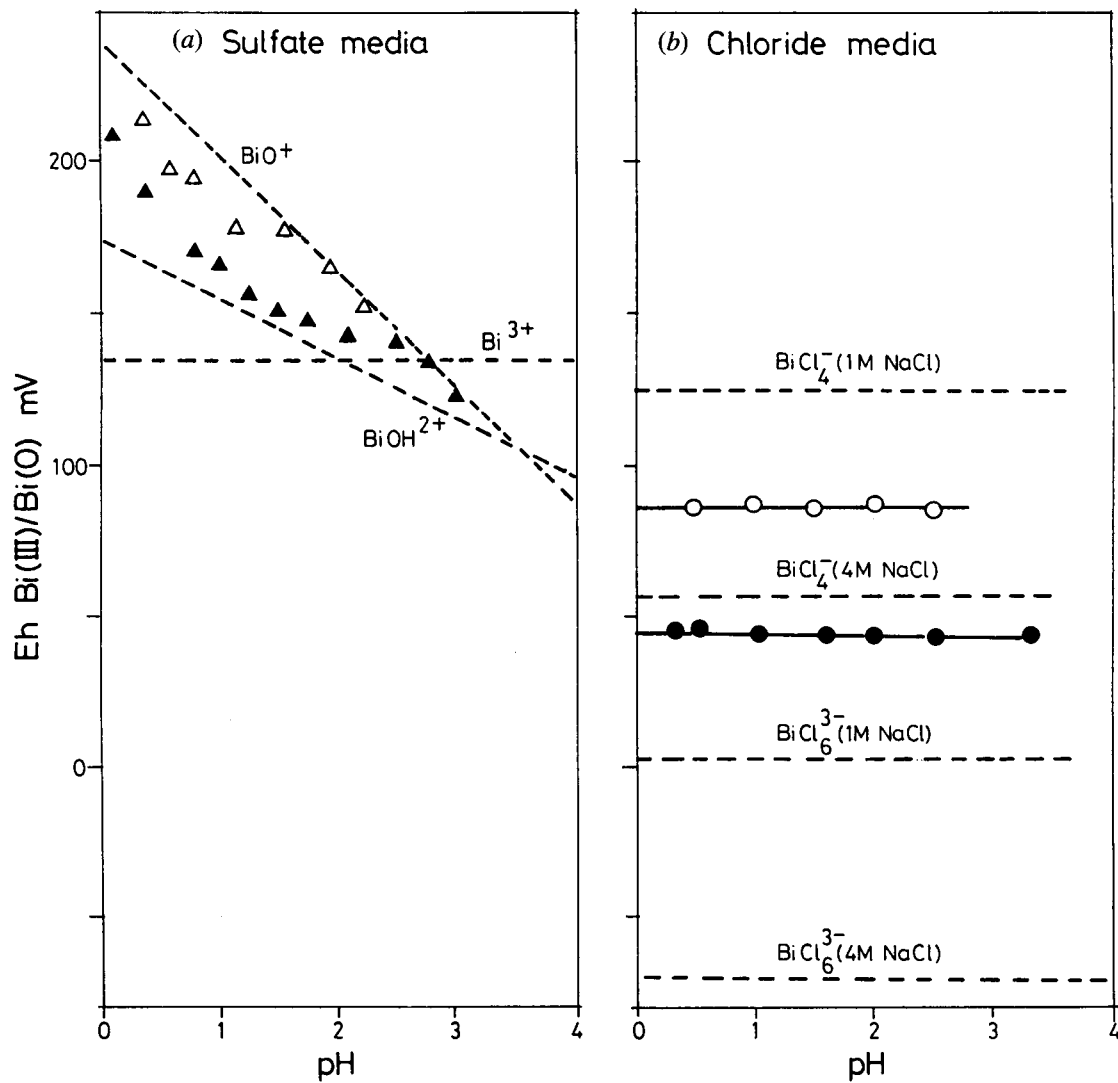 (a) Sulfate media
(b) Chloride media
Eh Bi(III)/Bi(0) mV
200
100
0
BiO⁺
Bi³⁺
BiOH²⁺
BiCl₄⁻(1M NaCl)
BiCl₄⁻(4M NaCl)
BiCl₆³⁻(1M NaCl)
BiCl₆³⁻(4M NaCl)
0 1 2 3 4
0 1 2 3 4
pH
pH